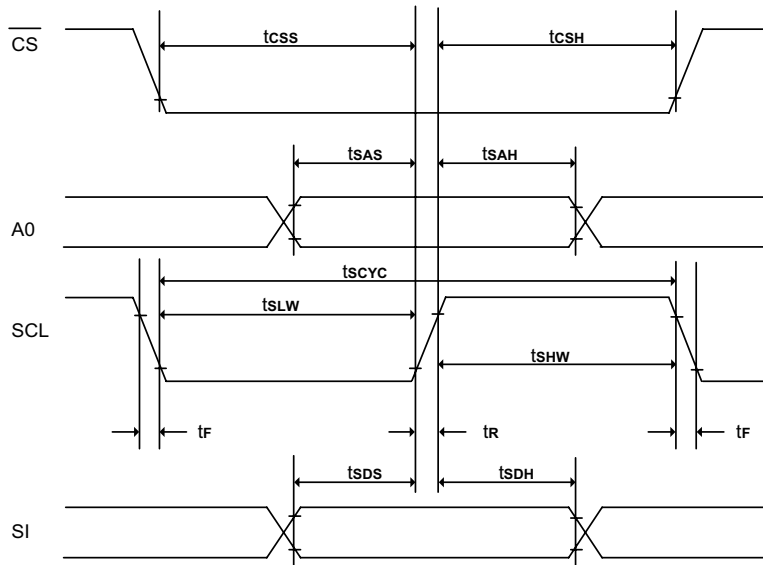 CS
tCSS
tCSH
tSAS
tSAH
A0
tSCYC
tSLW
SCL
tSHW
tF
tR
tF
tSDS
tSDH
SI